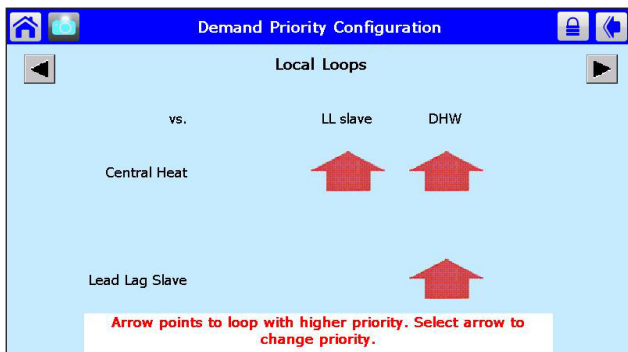 Demand Priority Configuration
Local Loops
vs. LL slave DHW
Central Heat
Lead Lag Slave
Arrow points to loop with higher priority. Select arrow to
change priority.